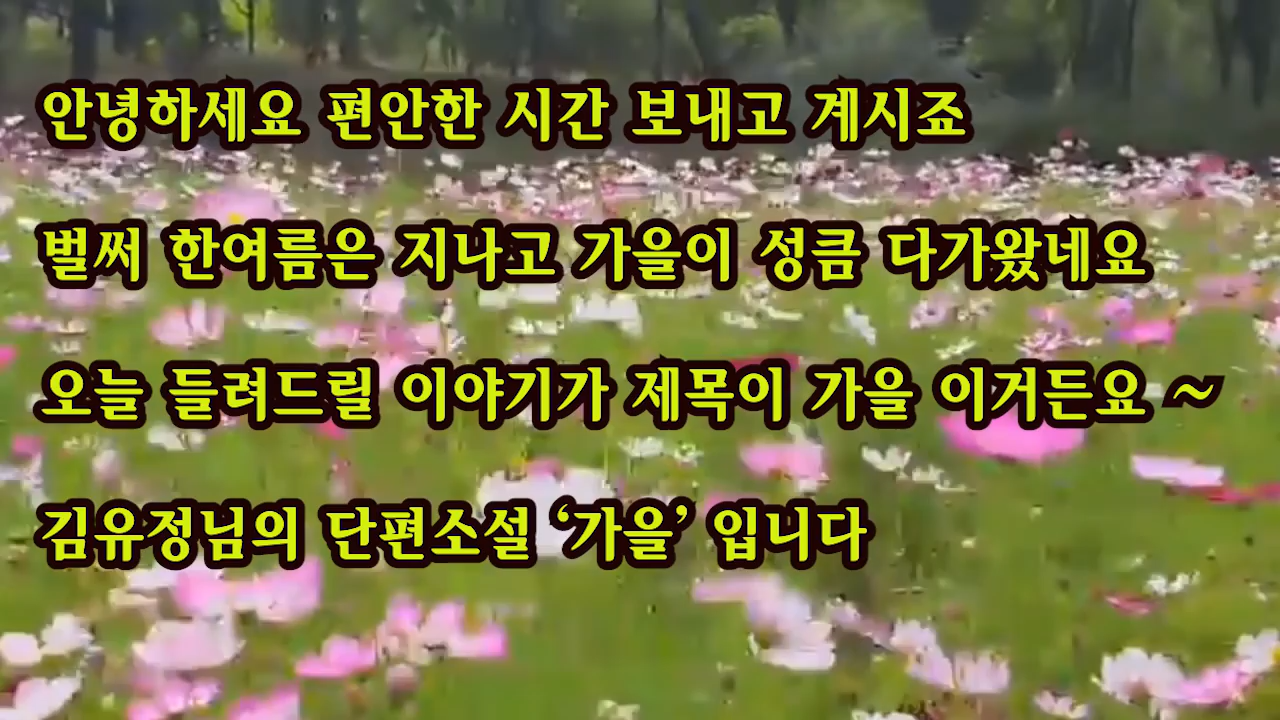 안녕하세요 편안한 시간 보내고 계시죠
벌써 한여름은 지나고 가을이 성큼 다가왔네요
오늘 들려드릴 이야기가 제목이 가을 이거든요 ~
김유정님의 단편소설 ‘가을’ 입니다